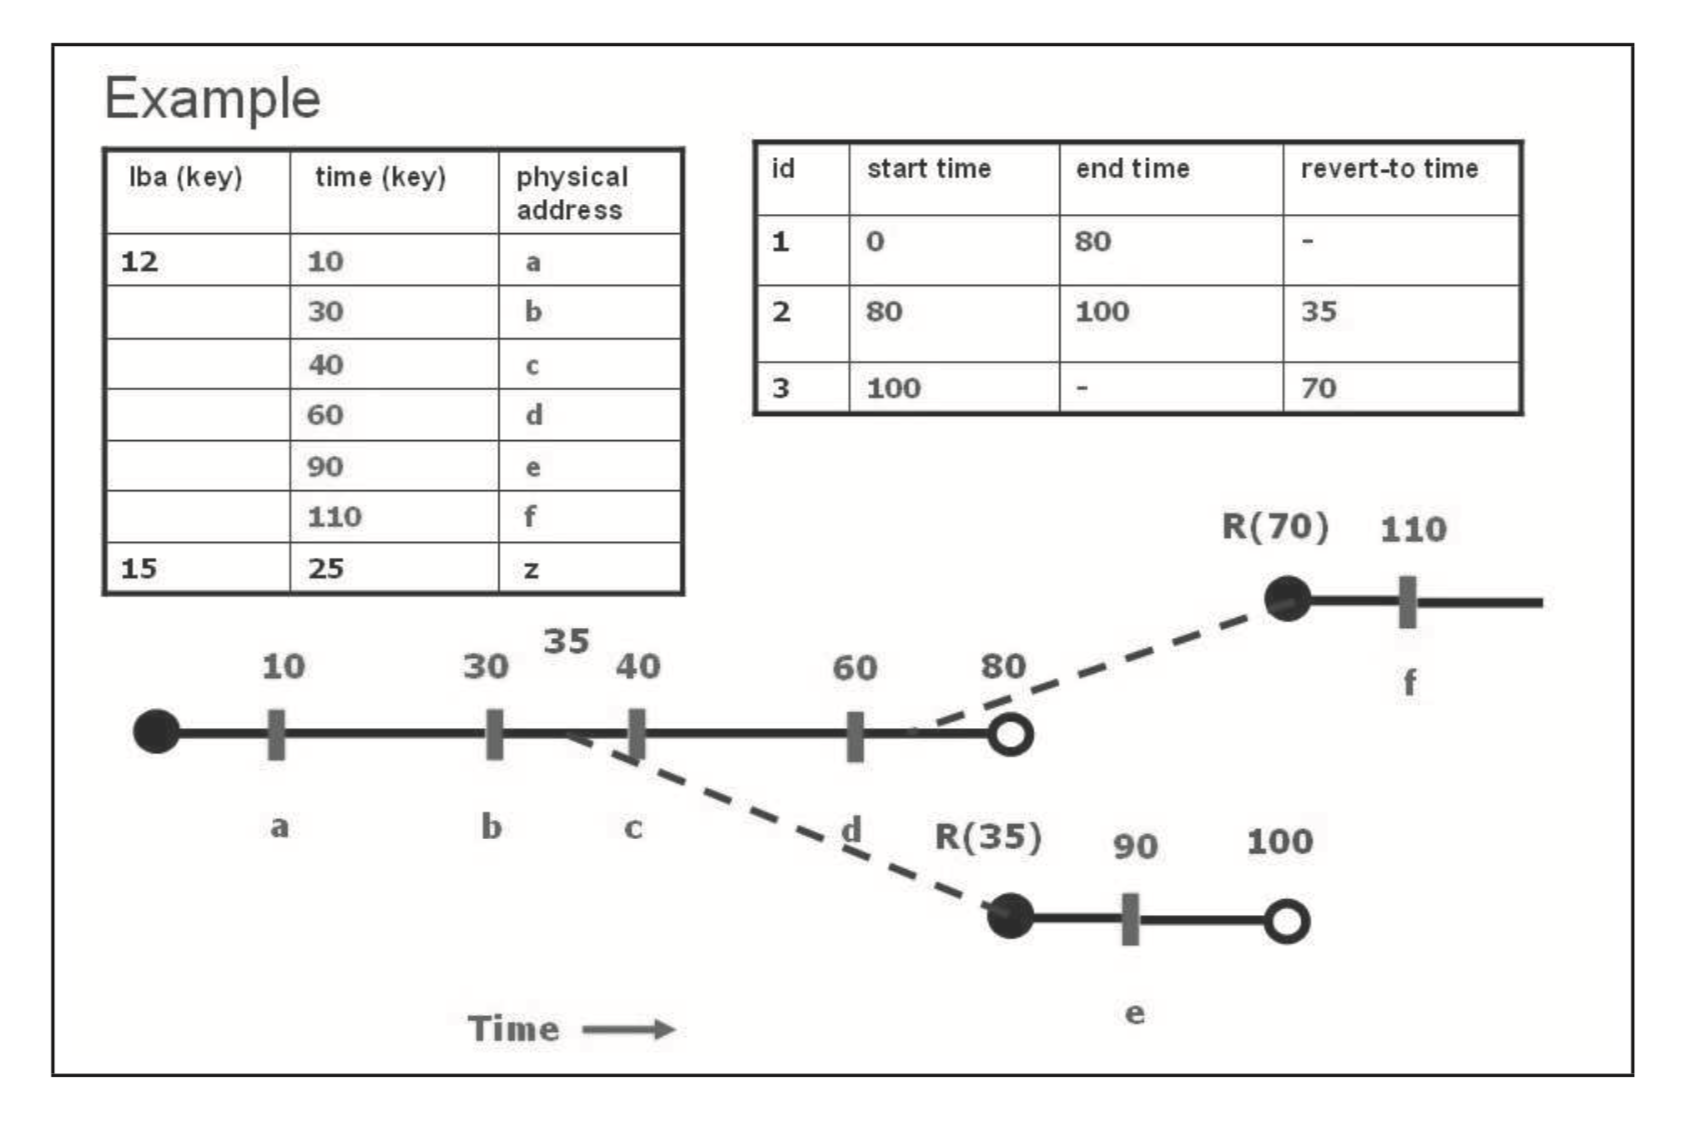 Example
lba (key) time (key) physical address
12 10 a
30 b
40 c
60 d
90 e
110 f
15 25 z
id start time end time revert-to time
1 0 80 -
2 80 100 35
3 100 - 70
R(70) 110
f
10 30 35 40 60 80
a b c d
R(35) 90 100
e
Time